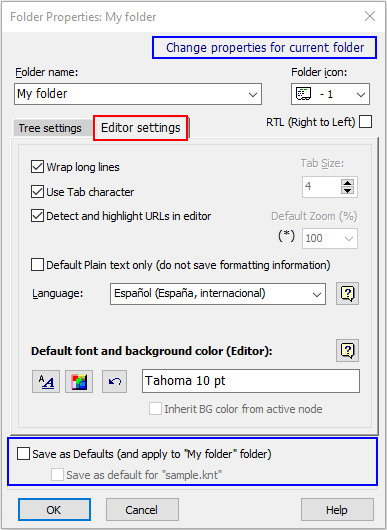 Folder Properties: My folder
Change properties for current folder
Folder name:
Folder icon:
My folder
- 1
Tree settings
Editor settings
RTL (Right to Left)
Wrap long lines
Tab Size:
Use Tab character
4
Detect and highlight URLs in editor
Default Zoom (%)
(*)
100
Default Plain text only (do not save formatting information)
Language:
Español (España, internacional)
?
Default font and background color (Editor):
?
AA
Tahoma 10 pt
Inherit BG color from active node
Save as Defaults (and apply to "My folder" folder)
Save as default for "sample.knt"
OK
Cancel
Help